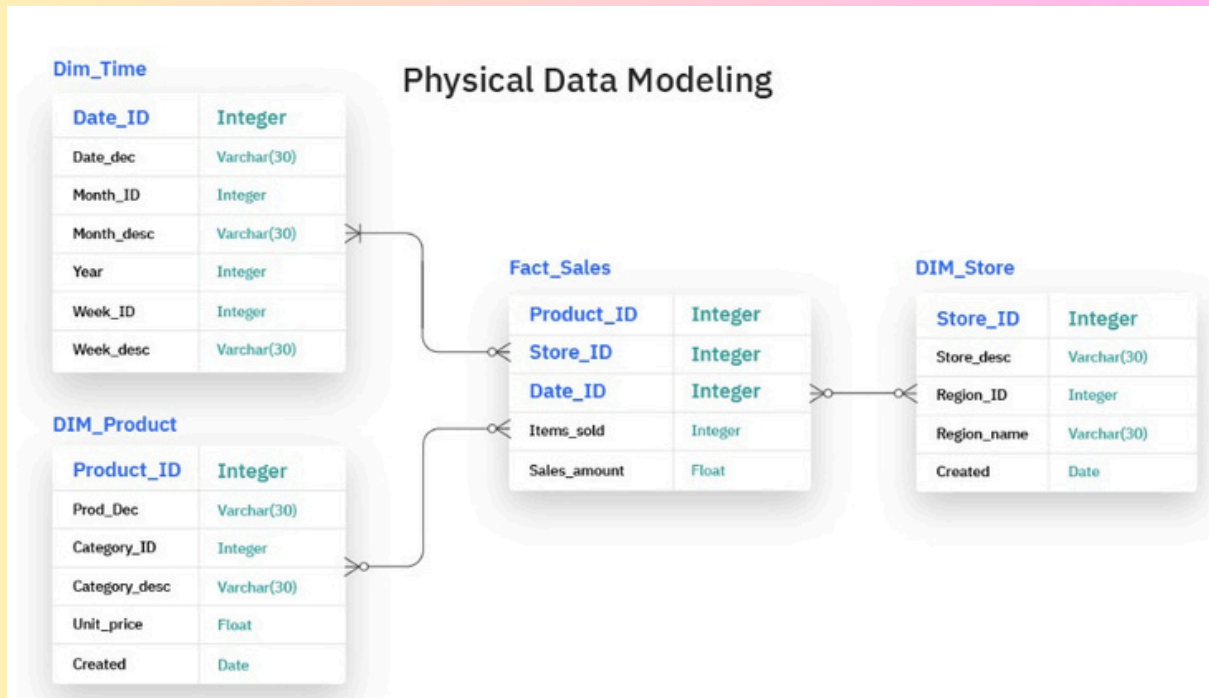 Physical Data Modeling
Dim_Time
Date_ID Integer
Date_dec Varchar(30)
Month_ID Integer
Month_desc Varchar(30)
Year Integer
Week_ID Integer
Week_desc Varchar(30)
DIM_Product
Product_ID Integer
Prod_Dec Varchar(30)
Category_ID Integer
Category_desc Varchar(30)
Unit_price Float
Created Date
Fact_Sales
Product_ID Integer
Store_ID Integer
Date_ID Integer
Items_sold Integer
Sales_amount Float
DIM_Store
Store_ID Integer
Store_desc Varchar(30)
Region_ID Integer
Region_name Varchar(30)
Created Date